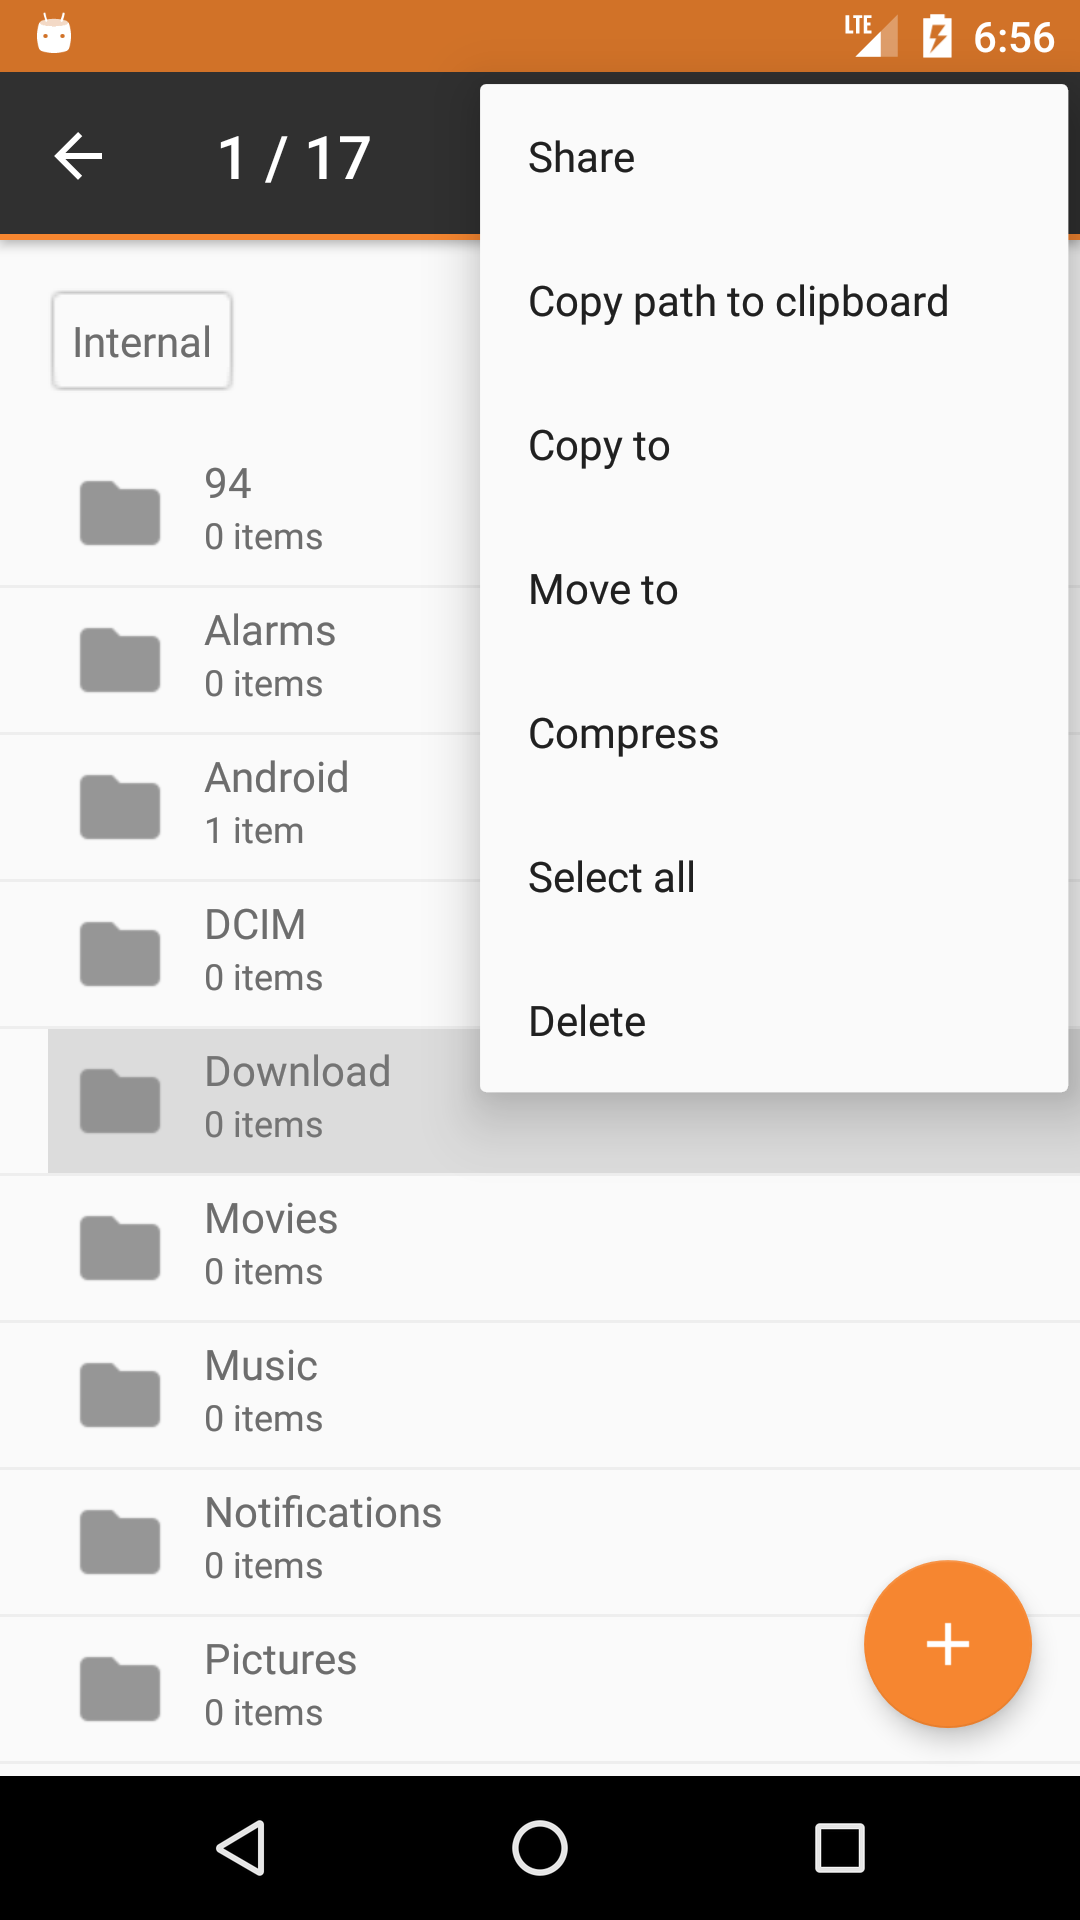 LTE 6:56
1 / 17
Share
Copy path to clipboard
Copy to
Move to
Compress
Select all
Delete
Internal
94
0 items
Alarms
0 items
Android
1 item
DCIM
0 items
Download
0 items
Movies
0 items
Music
0 items
Notifications
0 items
Pictures
0 items